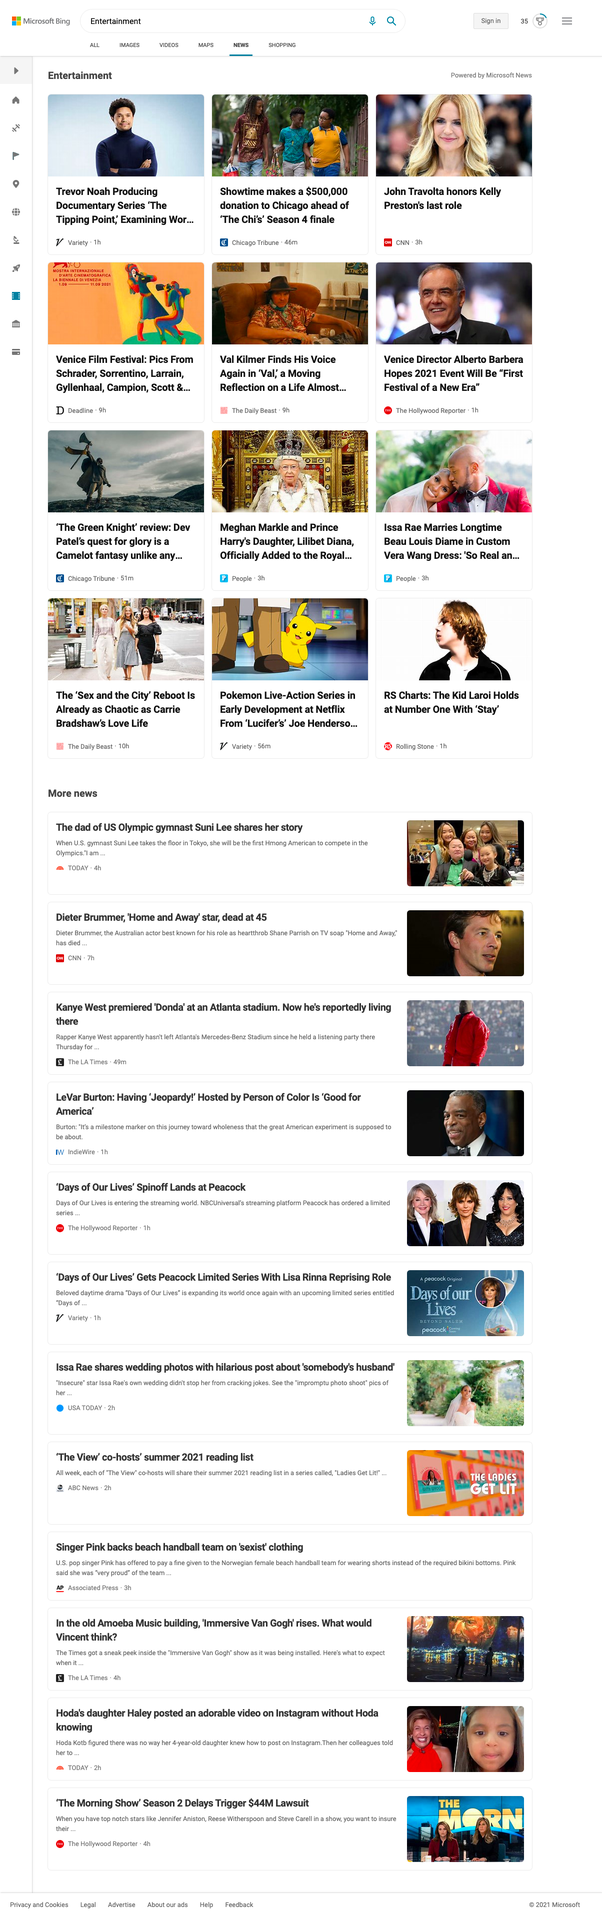 Microsoft Bing
Entertainment
Sign in
35
ALL
IMAGES
VIDEOS
MAPS
NEWS
SHOPPING
Entertainment
Powered by Microsoft News
Trevor Noah Producing
Documentary Series ‘The
Tipping Point,’ Examining Wor...
Variety · 1h
Showtime makes a $500,000
donation to Chicago ahead of
‘The Chi’s’ Season 4 finale
Chicago Tribune · 46m
John Travolta honors Kelly
Preston's last role
CNN · 3h
MOSTRA INTERNAZIONALE
D'ARTE CINEMATOGRAFICA
LA BIENNALE DI VENEZIA
Venice Film Festival: Pics From
Schrader, Sorrentino, Larrain,
Gyllenhaal, Campion, Scott &...
Deadline · 9h
Val Kilmer Finds His Voice
Again in ‘Val,’ a Moving
Reflection on a Life Almost...
The Daily Beast · 9h
Venice Director Alberto Barbera
Hopes 2021 Event Will Be “First
Festival of a New Era”
The Hollywood Reporter · 1h
‘The Green Knight’ review: Dev
Patel’s quest for glory is a
Camelot fantasy unlike any...
Chicago Tribune · 51m
Meghan Markle and Prince
Harry's Daughter, Lilibet Diana,
Officially Added to the Royal...
People · 3h
Issa Rae Marries Longtime
Beau Louis Diame in Custom
Vera Wang Dress: 'So Real an...
People · 3h
The ‘Sex and the City’ Reboot Is
Already as Chaotic as Carrie
Bradshaw’s Love Life
The Daily Beast · 10h
Pokemon Live-Action Series in
Early Development at Netflix
From ‘Lucifer’s’ Joe Henderso...
Variety · 56m
RS Charts: The Kid Laroi Holds
at Number One With ‘Stay’
Rolling Stone · 1h
More news
The dad of US Olympic gymnast Suni Lee shares her story
When U.S. gymnast Suni Lee takes the floor in Tokyo, she will be the first Hmong American to compete in the
Olympics."I am ...
TODAY · 4h
Dieter Brummer, 'Home and Away' star, dead at 45
Dieter Brummer, the Australian actor best known for his role as heartthrob Shane Parrish on TV soap "Home and Away,"
has died ...
CNN · 7h
Kanye West premiered 'Donda' at an Atlanta stadium. Now he's reportedly living
there
Rapper Kanye West apparently hasn't left Atlanta's Mercedes-Benz Stadium since he held a listening party there
Thursday for ...
The LA Times · 49m
LeVar Burton: Having ‘Jeopardy!’ Hosted by Person of Color Is ‘Good for
America’
Burton: "It's a milestone marker on this journey toward wholeness that the great American experiment is supposed to
be about.
IndieWire · 1h
‘Days of Our Lives’ Spinoff Lands at Peacock
Days of Our Lives is entering the streaming world. NBCUniversal's streaming platform Peacock has ordered a limited
series ...
The Hollywood Reporter · 1h
‘Days of Our Lives’ Gets Peacock Limited Series With Lisa Rinna Reprising Role
Beloved daytime drama “Days of Our Lives” is expanding its world once again with an upcoming limited series entitled
“Days of ...
Variety · 1h
A peacock Original
Days of our
Lives
BEYOND SALEM
peacock
Issa Rae shares wedding photos with hilarious post about 'somebody's husband'
"Insecure" star Issa Rae's own wedding didn't stop her from cracking jokes. See the "impromptu photo shoot" pics of
her ...
USA TODAY · 2h
'The View' co-hosts' summer 2021 reading list
All week, each of "The View" co-hosts will share their summer 2021 reading list in a series called, "Ladies Get Lit!" ...
ABC News · 2h
THE LADIES
GET LIT
Singer Pink backs beach handball team on 'sexist' clothing
U.S. pop singer Pink has offered to pay a fine given to the Norwegian female beach handball team for wearing shorts instead of the required bikini bottoms. Pink
said she was “very proud” of the team ...
AP Associated Press · 3h
In the old Amoeba Music building, 'Immersive Van Gogh' rises. What would
Vincent think?
The Times got a sneak peek inside the "Immersive Van Gogh" show as it was being installed. Here's what to expect
when it ...
The LA Times · 4h
Hoda's daughter Haley posted an adorable video on Instagram without Hoda
knowing
Hoda Kotb figured there was no way her 4-year-old daughter knew how to post on Instagram.Then her colleagues told
her to ...
TODAY · 2h
‘The Morning Show’ Season 2 Delays Trigger $44M Lawsuit
When you have top notch stars like Jennifer Aniston, Reese Witherspoon and Steve Carell in a show, you want to insure
their ...
The Hollywood Reporter · 4h
THE
MORN
Privacy and Cookies
Legal
Advertise
About our ads
Help
Feedback
© 2021 Microsoft